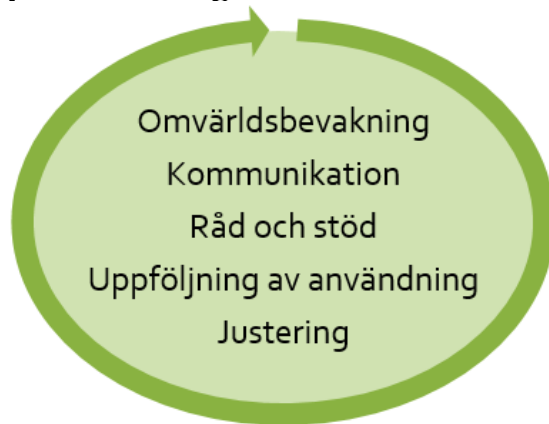 Omvärldsbevakning
Kommunikation
Råd och stöd
Uppföljning av användning
Justering